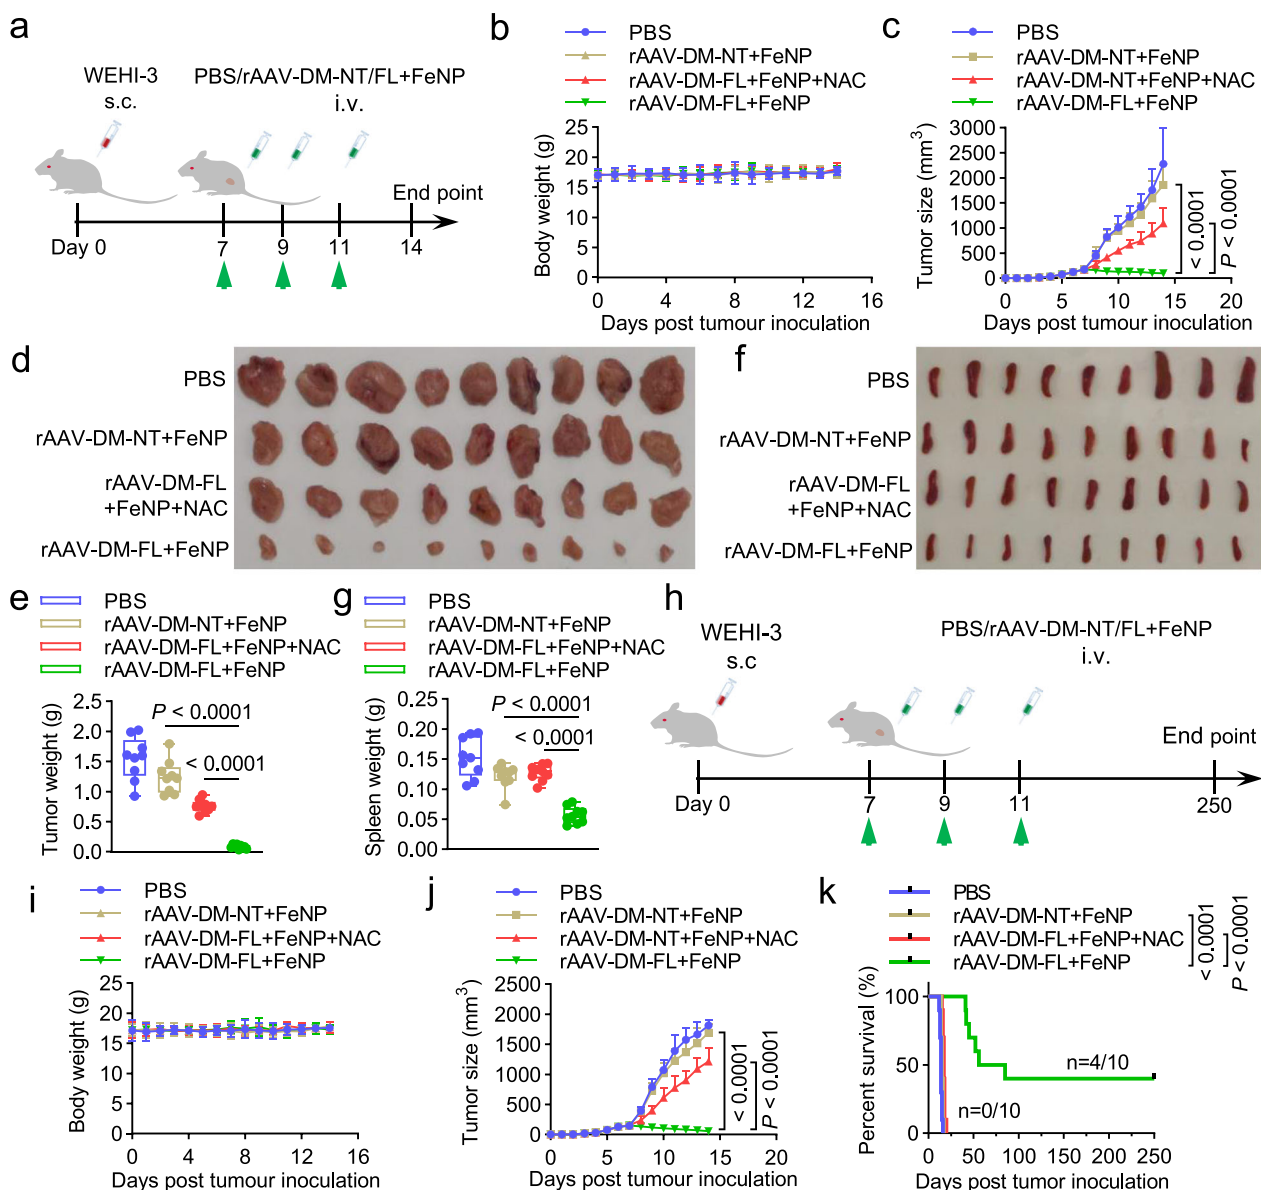 a
WEHI-3
s.c.
PBS/rAAV-DM-NT/FL+FeNP
i.v.
End point
Day 0
7
9
11
14
b
PBS
rAAV-DM-NT+FeNP
rAAV-DM-FL+FeNP+NAC
rAAV-DM-FL+FeNP
Body weight (g)
25
20
15
10
5
0
0
4
8
12
16
Days post tumour inoculation
c
PBS
rAAV-DM-NT+FeNP
rAAV-DM-NT+FeNP+NAC
rAAV-DM-FL+FeNP
Tumor size (mm³)
3000
2500
2000
1500
1000
500
0
0
5
10
15
20
< 0.0001
P < 0.0001
Days post tumour inoculation
d
PBS
rAAV-DM-NT+FeNP
rAAV-DM-FL
+FeNP+NAC
rAAV-DM-FL+FeNP
f
PBS
rAAV-DM-NT+FeNP
rAAV-DM-FL
+FeNP+NAC
rAAV-DM-FL+FeNP
e
PBS
rAAV-DM-NT+FeNP
rAAV-DM-FL+FeNP+NAC
rAAV-DM-FL+FeNP
Tumor weight (g)
2.5
2.0
1.5
1.0
0.5
0.0
P < 0.0001
< 0.0001
g
PBS
rAAV-DM-NT+FeNP
rAAV-DM-FL+FeNP+NAC
rAAV-DM-FL+FeNP
Spleen weight (g)
0.25
0.20
0.15
0.10
0.05
0.00
P < 0.0001
< 0.0001
h
WEHI-3
s.c
PBS/rAAV-DM-NT/FL+FeNP
i.v.
End point
Day 0
7
9
11
250
i
PBS
rAAV-DM-NT+FeNP
rAAV-DM-FL+FeNP+NAC
rAAV-DM-FL+FeNP
Body weight (g)
25
20
15
10
5
0
0
4
8
12
16
Days post tumour inoculation
j
PBS
rAAV-DM-NT+FeNP
rAAV-DM-NT+FeNP+NAC
rAAV-DM-FL+FeNP
Tumor size (mm³)
2500
2000
1500
1000
500
0
0
5
10
15
20
< 0.0001
P < 0.0001
Days post tumour inoculation
k
PBS
rAAV-DM-NT+FeNP
rAAV-DM-FL+FeNP+NAC
rAAV-DM-FL+FeNP
< 0.0001
P < 0.0001
Percent survival (%)
100
50
0
n=4/10
n=0/10
0
50
100
150
200
250
Days post tumor inoculation